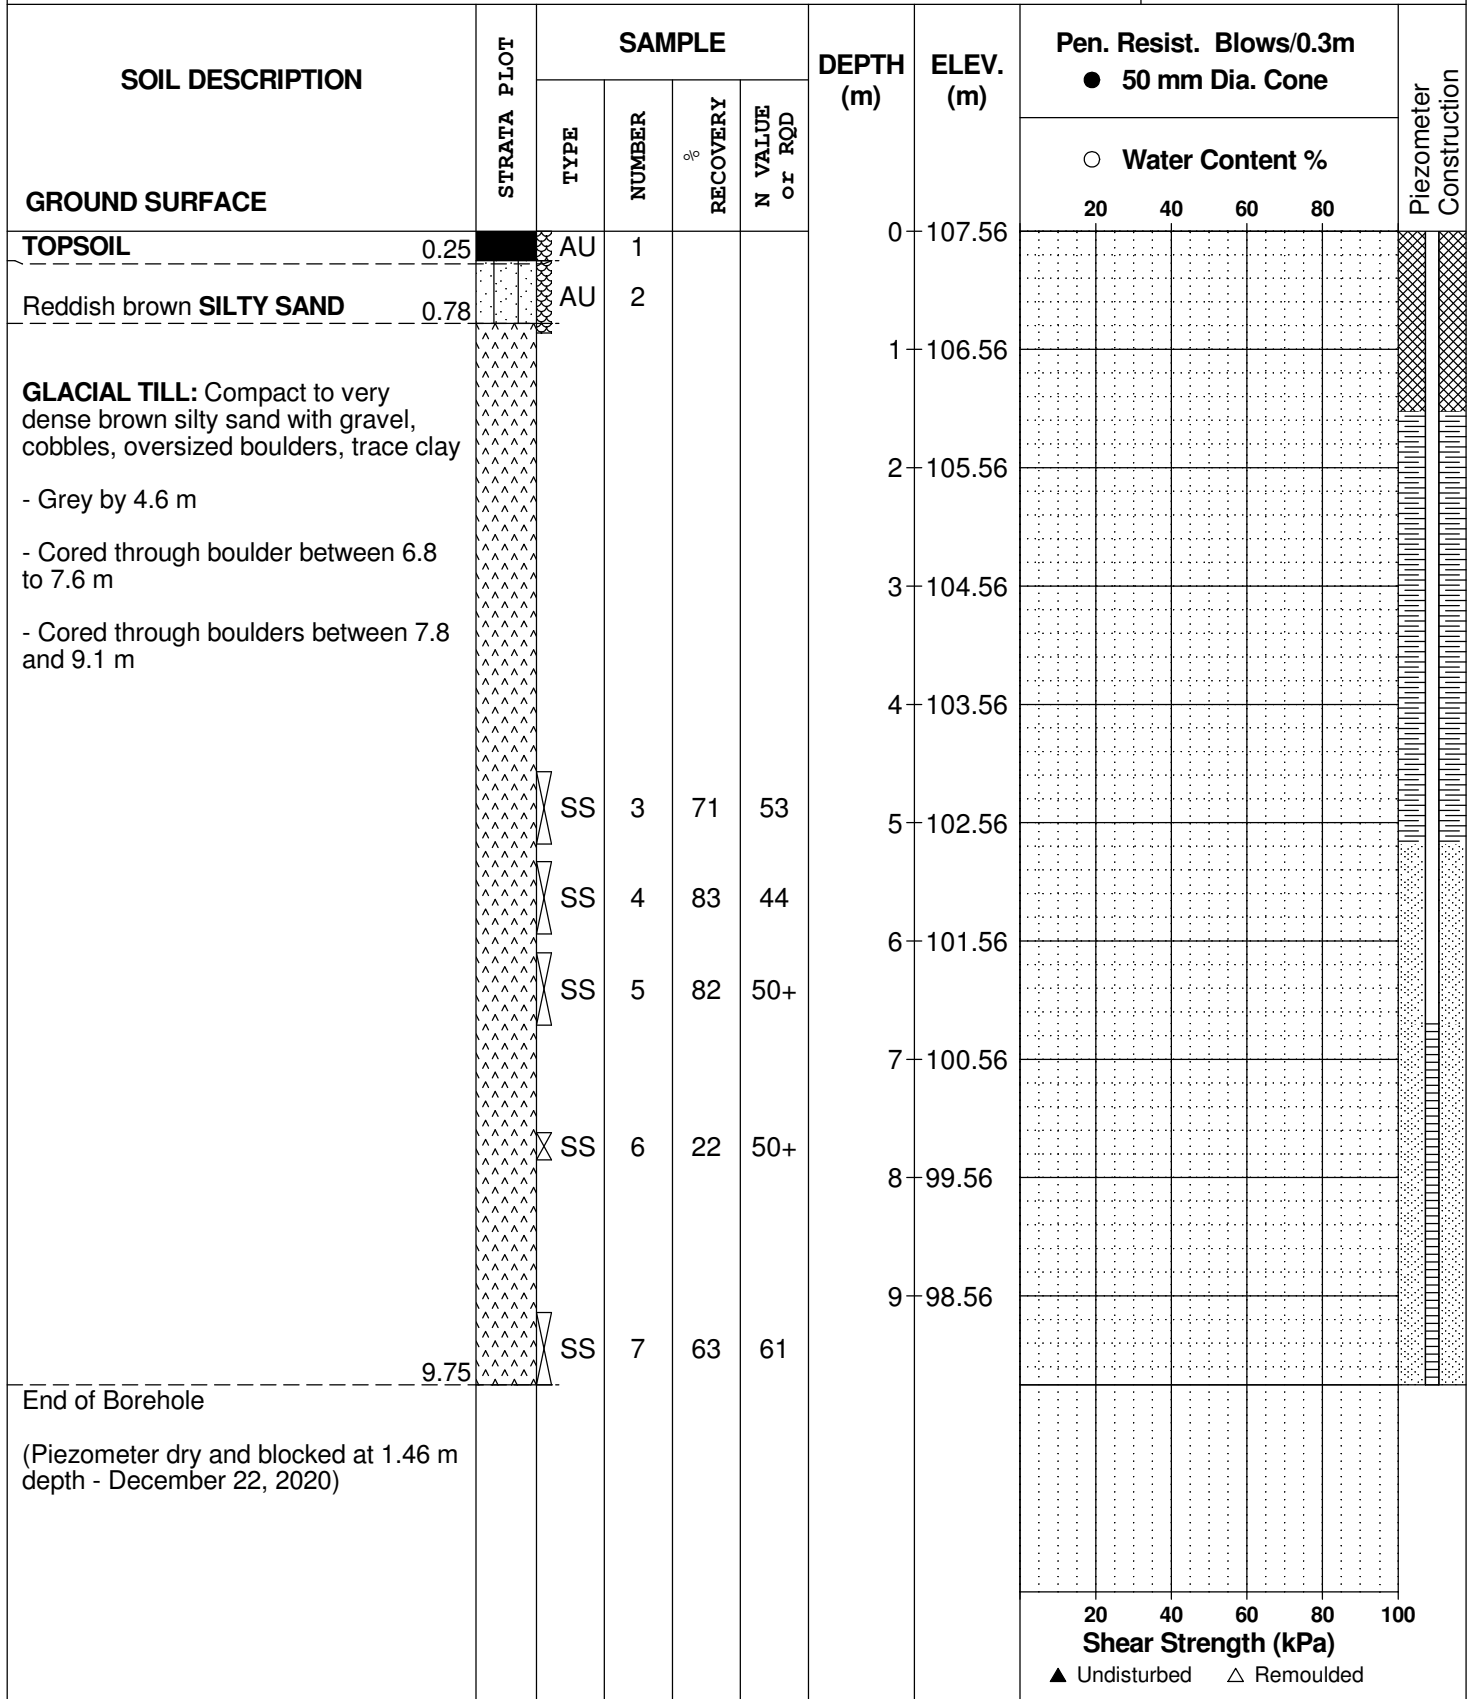 SOIL DESCRIPTION
GROUND SURFACE
STRATA PLOT
SAMPLE
TYPE
NUMBER
% RECOVERY
N VALUE or RQD
DEPTH (m)
ELEV. (m)
Pen. Resist. Blows/0.3m
● 50 mm Dia. Cone
○ Water Content %
20 40 60 80
Piezometer Construction
TOPSOIL 0.25 AU 1
0 107.56
Reddish brown SILTY SAND 0.78 AU 2
1 106.56
GLACIAL TILL: Compact to very
dense brown silty sand with gravel,
cobbles, oversized boulders, trace clay
2 105.56
- Grey by 4.6 m
- Cored through boulder between 6.8
to 7.6 m
3 104.56
- Cored through boulders between 7.8
and 9.1 m
4 103.56
SS 3 71 53
5 102.56
SS 4 83 44
6 101.56
SS 5 82 50+
7 100.56
SS 6 22 50+
8 99.56
9 98.56
SS 7 63 61
9.75
End of Borehole
(Piezometer dry and blocked at 1.46 m
depth - December 22, 2020)
20 40 60 80 100
Shear Strength (kPa)
▲ Undisturbed △ Remoulded